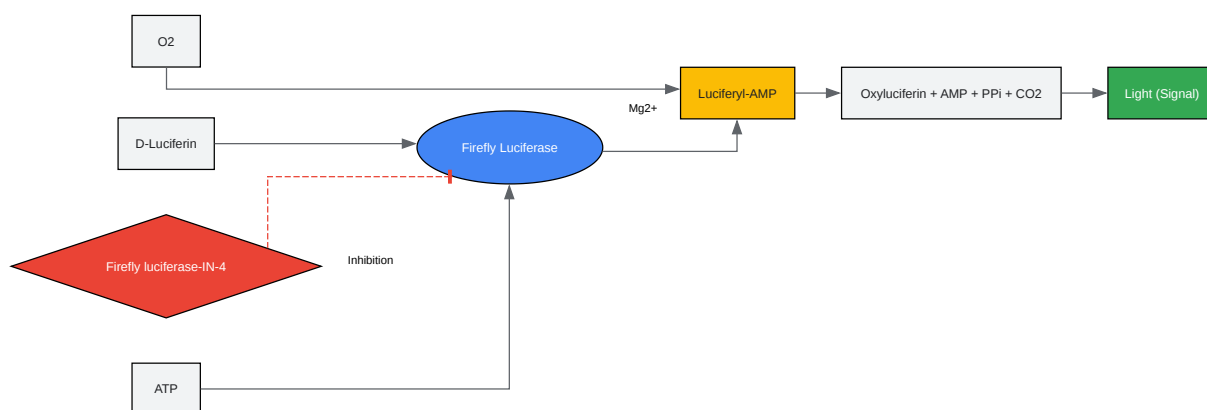 O2
Mg2+
Luciferyl-AMP
Oxyluciferin + AMP + PPi + CO2
Light (Signal)
D-Luciferin
Firefly Luciferase
Firefly luciferase-IN-4
Inhibition
ATP